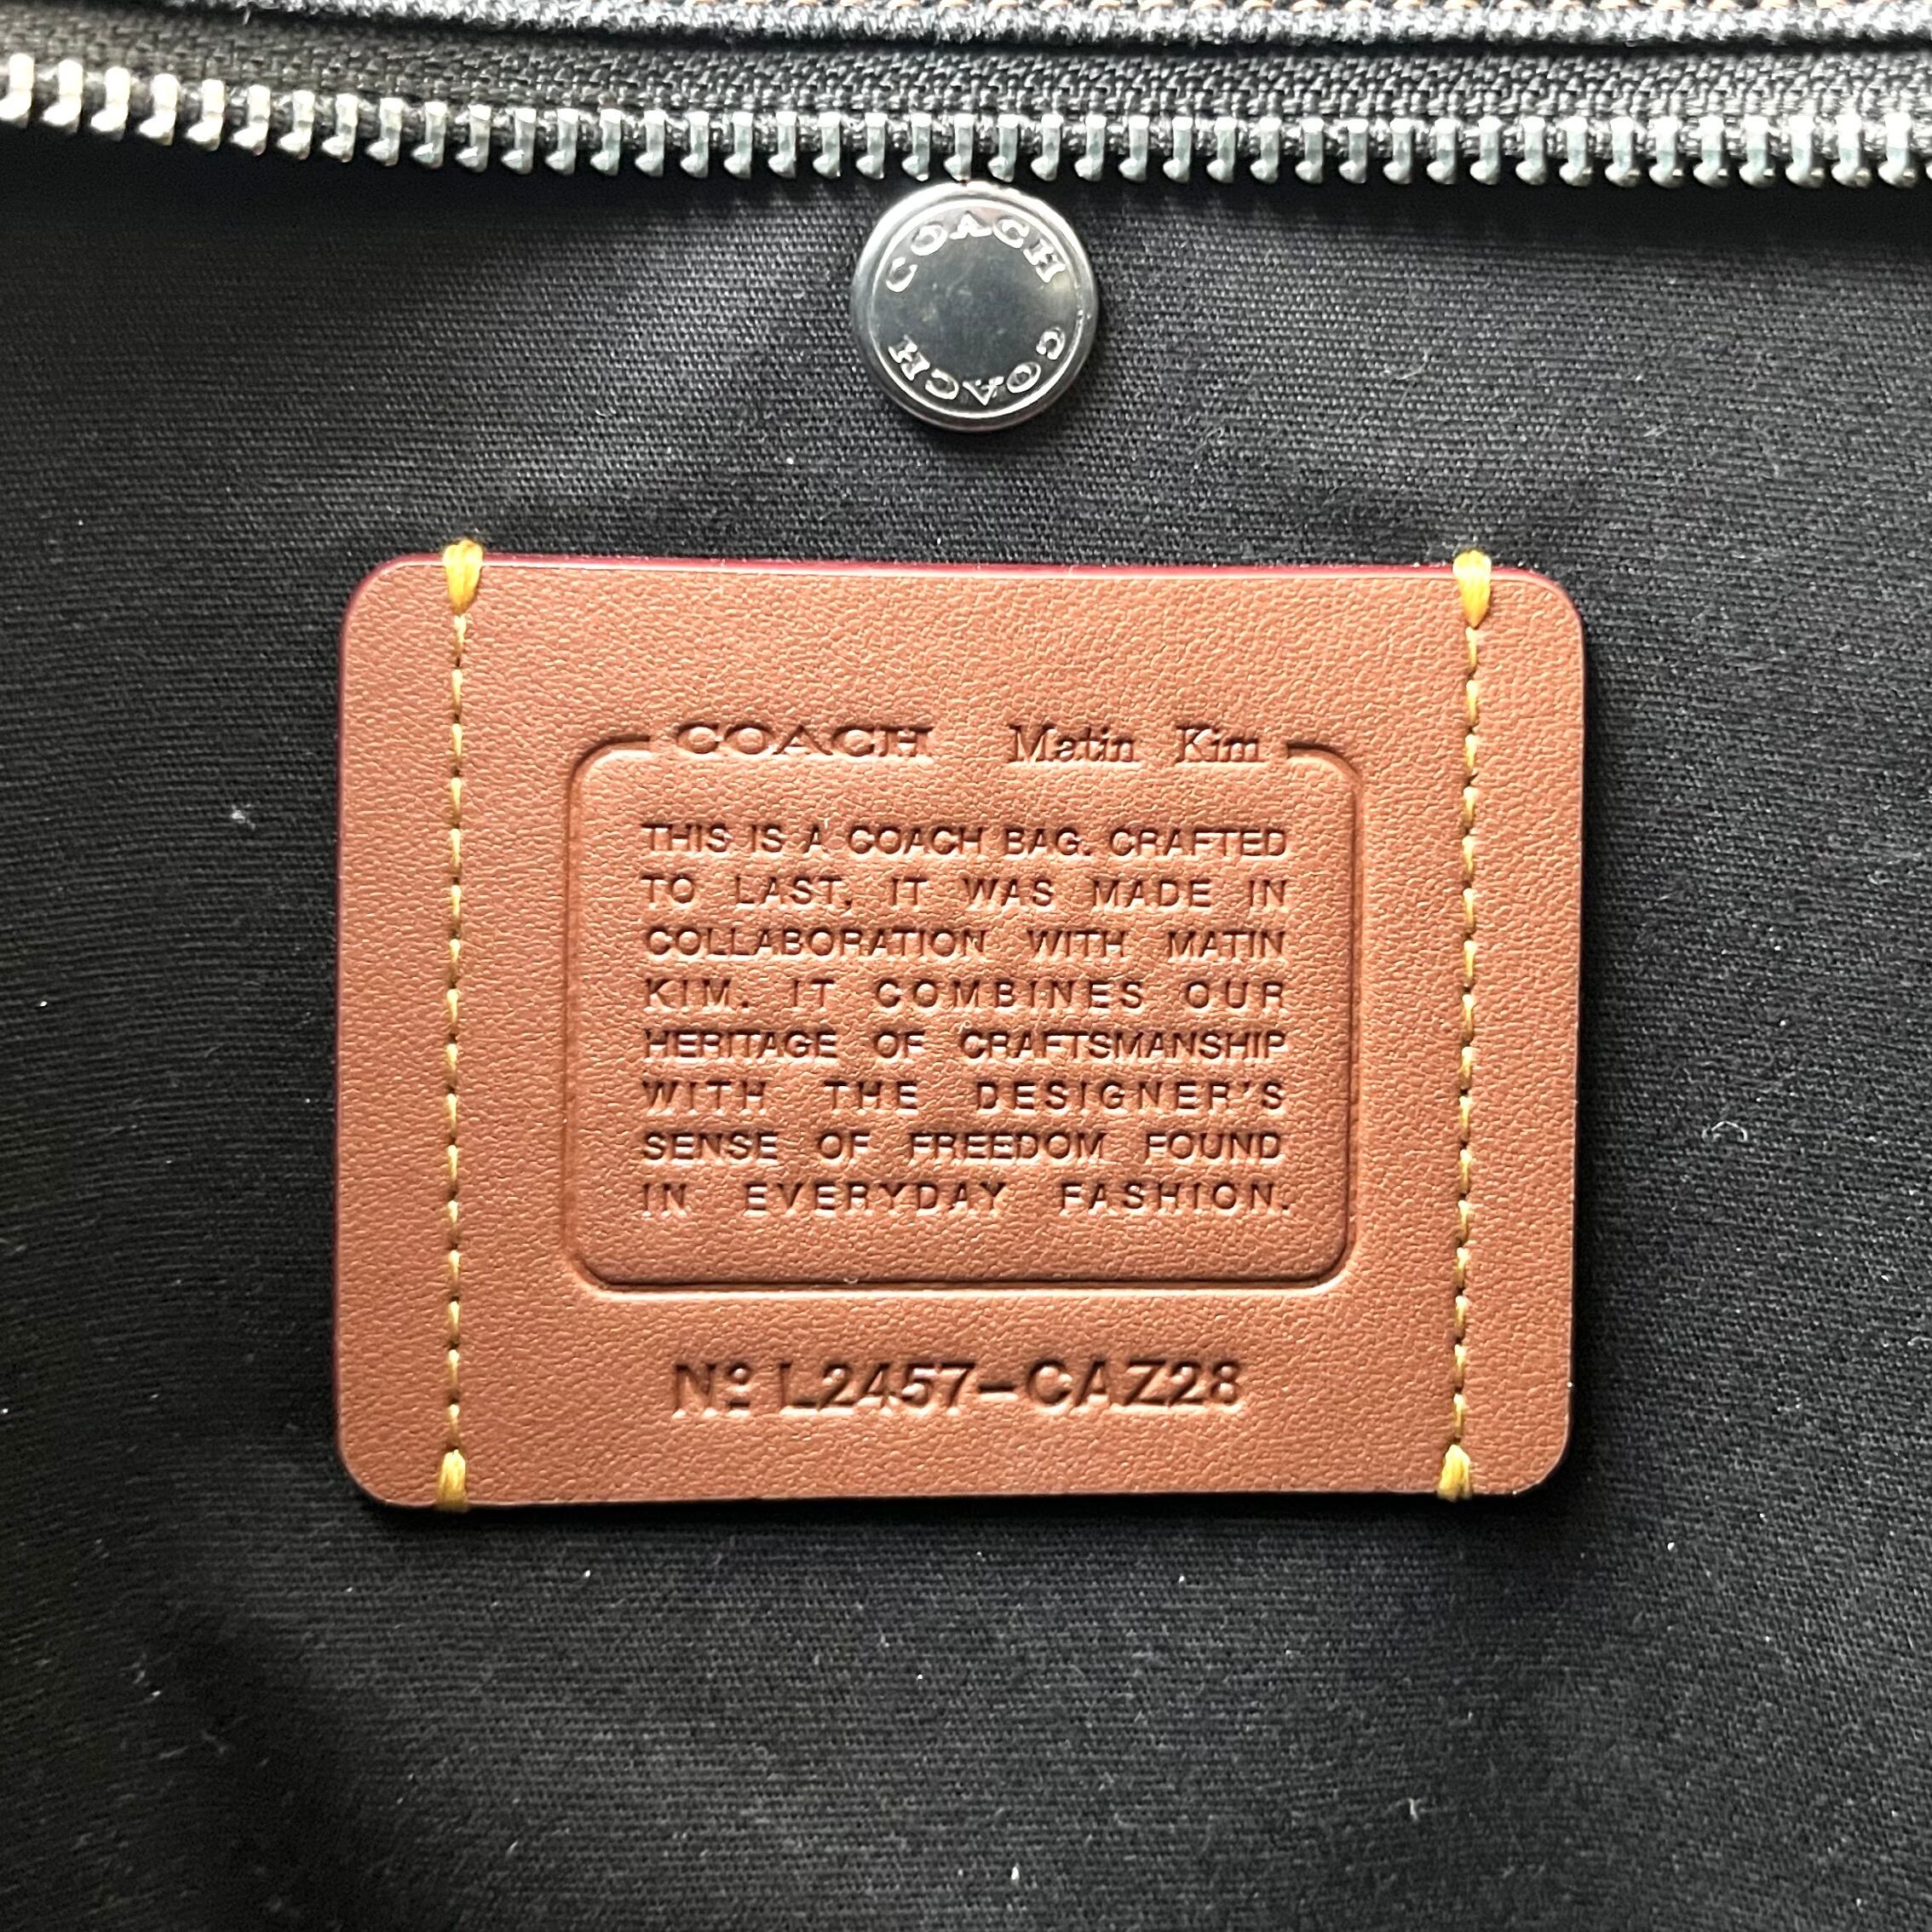 COACH
COACH
COACH Matin Kim
THIS IS A COACH BAG. CRAFTED
TO LAST, IT WAS MADE IN
COLLABORATION WITH MATIN
KIM. IT COMBINES OUR
HERITAGE OF CRAFTSMANSHIP
WITH THE DESIGNER'S
SENSE OF FREEDOM FOUND
IN EVERYDAY FASHION.
Nº L2457-CAZ28